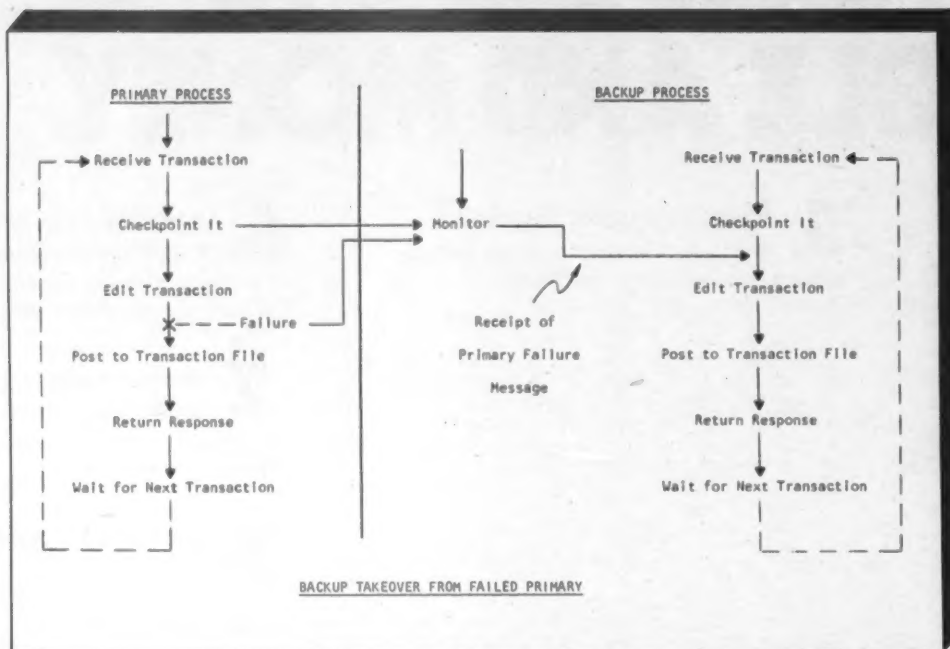 PRIMARY PROCESS
Receive Transaction
Checkpoint It
Edit Transaction
Failure
Post to Transaction File
Return Response
Wait for Next Transaction
BACKUP PROCESS
Monitor
Receipt of
Primary Failure
Message
Receive Transaction
Checkpoint It
Edit Transaction
Post to Transaction File
Return Response
Wait for Next Transaction
BACKUP TAKEOVER FROM FAILED PRIMARY